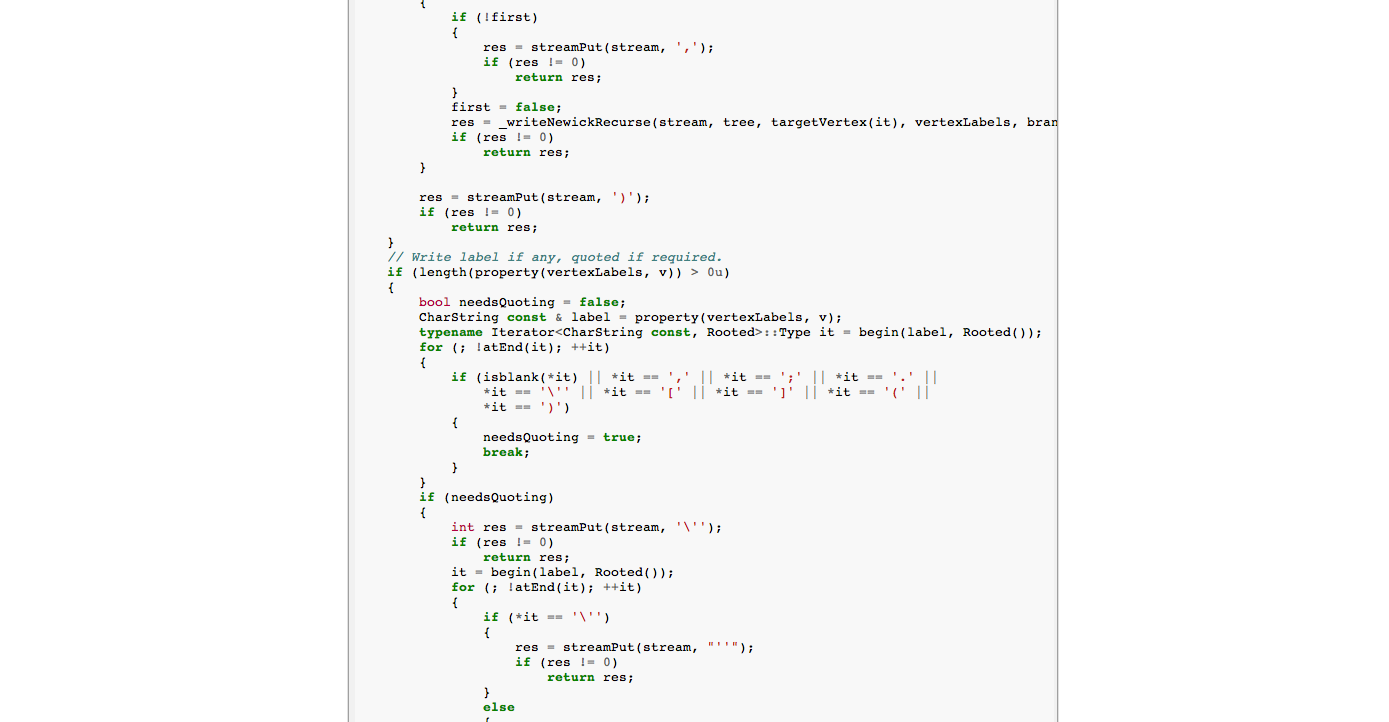 {
if (!first)
{
res = streamPut(stream, ',');
if (res != 0)
return res;
}
first = false;
res = _writeNewickRecurse(stream, tree, targetVertex(it), vertexLabels, bran
if (res != 0)
return res;
}
res = streamPut(stream, ')');
if (res != 0)
return res;
}
// Write label if any, quoted if required.
if (length(property(vertexLabels, v)) > 0u)
{
bool needsQuoting = false;
CharString const & label = property(vertexLabels, v);
typename Iterator<CharString const, Rooted>::Type it = begin(label, Rooted());
for (; !atEnd(it); ++it)
{
if (isblank(*it) || *it == ',' || *it == ';' || *it == '.' ||
*it == '\'' || *it == '[' || *it == ']' || *it == '(' ||
*it == ')')
{
needsQuoting = true;
break;
}
}
if (needsQuoting)
{
int res = streamPut(stream, '\'');
if (res != 0)
return res;
it = begin(label, Rooted());
for (; !atEnd(it); ++it)
{
if (*it == '\'')
{
res = streamPut(stream, "''");
if (res != 0)
return res;
}
else
{